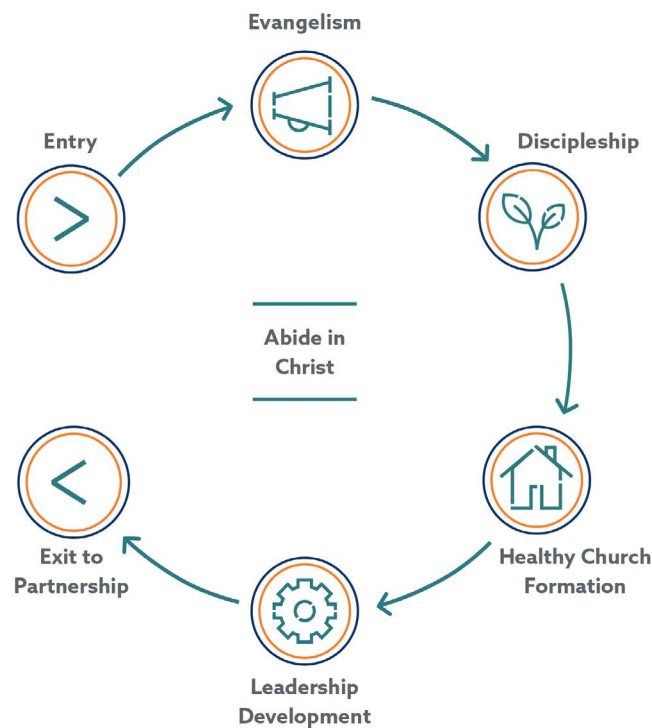 Evangelism
Entry
Discipleship
Abide in
Christ
Healthy Church
Formation
Exit to
Partnership
Leadership
Development